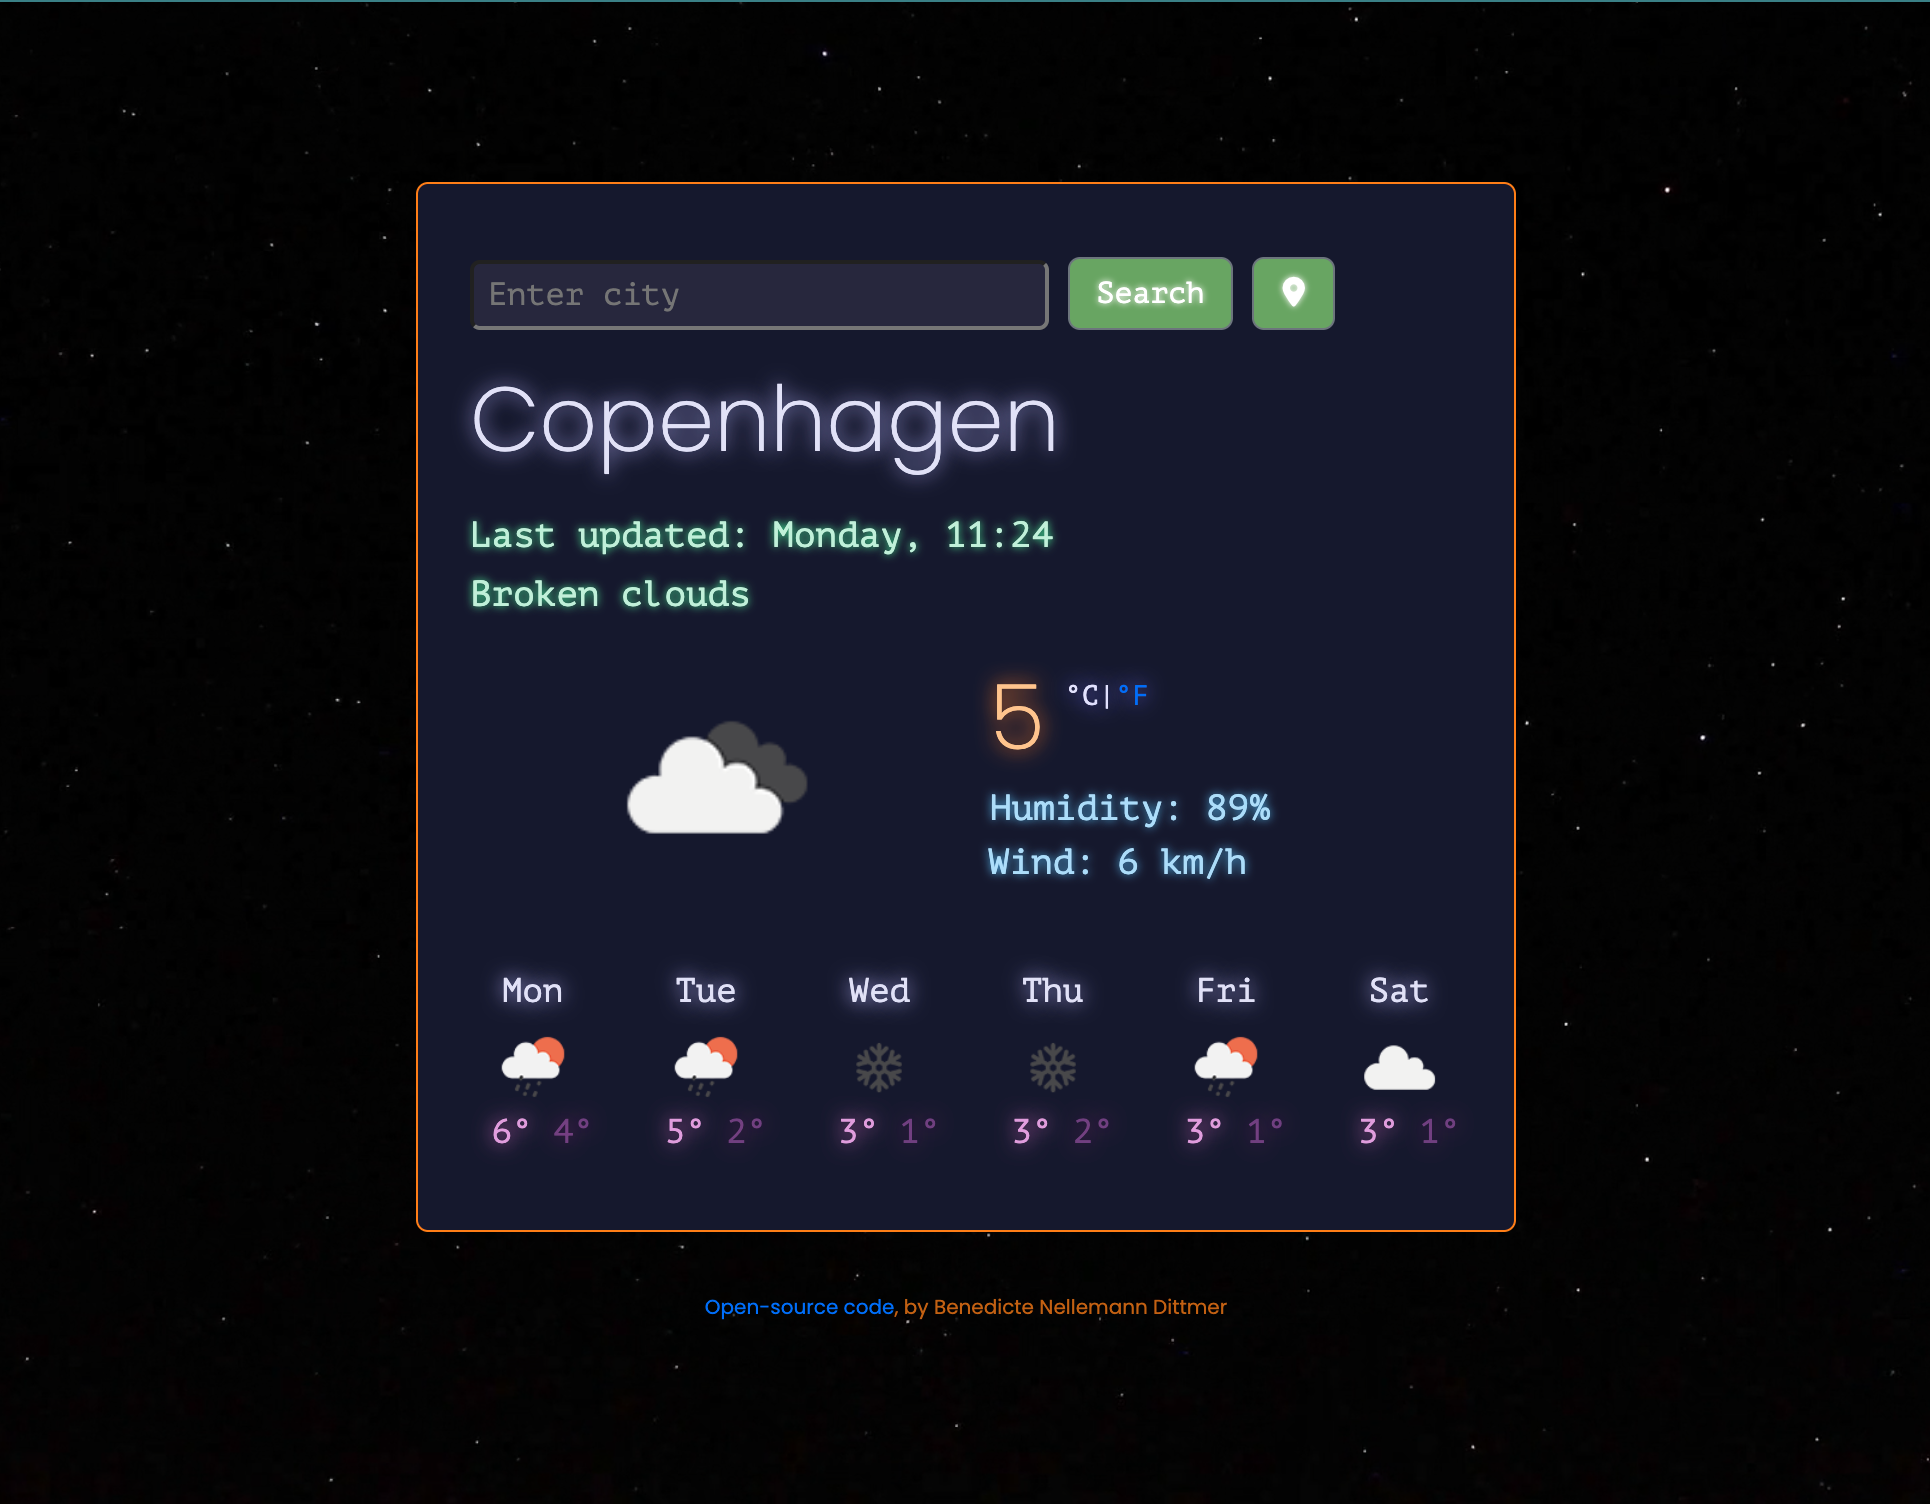 Enter city Search
Copenhagen
Last updated: Monday, 11:24
Broken clouds
5 °C|°F
Humidity: 89%
Wind: 6 km/h
Mon Tue Wed Thu Fri Sat
6° 4° 5° 2° 3° 1° 3° 2° 3° 1° 3° 1°
Open-source code, by Benedicte Nellemann Dittmer